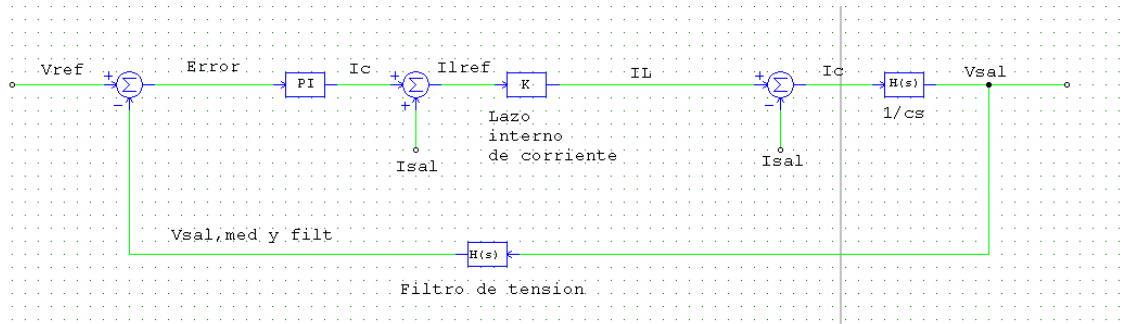 Vref
Error
PI
Ic
Ilref
K
IL
Ic
H(s)
Vsal
Lazo
interno
de corriente
1/cs
Isal
Isal
Vsal,med y filt
H(s)
Filtro de tension